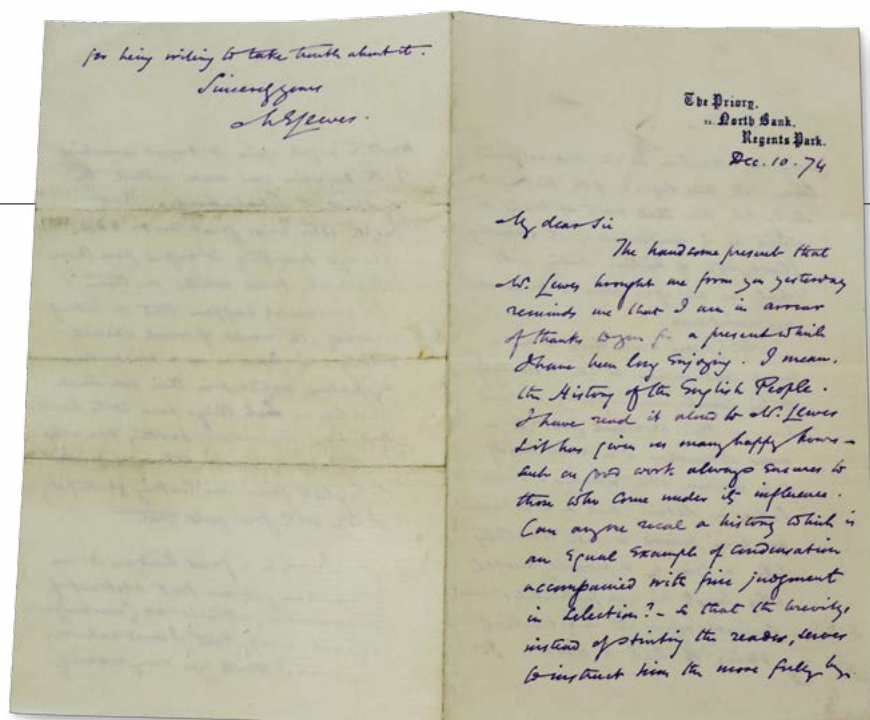 for being willing to take trouble about it.
Sincerely yours
M E Lewes.
The Priory,
21. North Bank,
Regents Park.
Dec. 10. 74
My dear Sir
The handsome present that
Mr. Lewes brought me from you yesterday
reminds me that I am in arrear
of thanks to you for a present which
I have been long enjoying. I mean,
the History of the English People.
I have read it aloud to Mr. Lewes
& it has given us many happy hours –
such as good work always ensures to
those who come under its influence.
Can anyone recal a history which is
an equal example of condensation
accompanied with fine judgment
in selection? – so that the brevity,
instead of stinting the reader, serves
to instruct him the more fully by